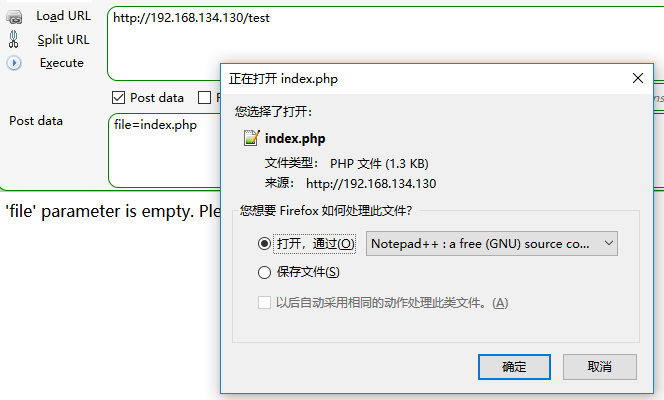 Load URL
http://192.168.134.130/test
Split URL
Execute
Post data
Post data
file=index.php
'file' parameter is empty. Ple
正在打开 index.php
您选择了打开：
index.php
文件类型： PHP 文件 (1.3 KB)
来源： http://192.168.134.130
您想要 Firefox 如何处理此文件？
打开，通过(O)
Notepad++ : a free (GNU) source co...
保存文件(S)
以后自动采用相同的动作处理此类文件。(A)
确定
取消